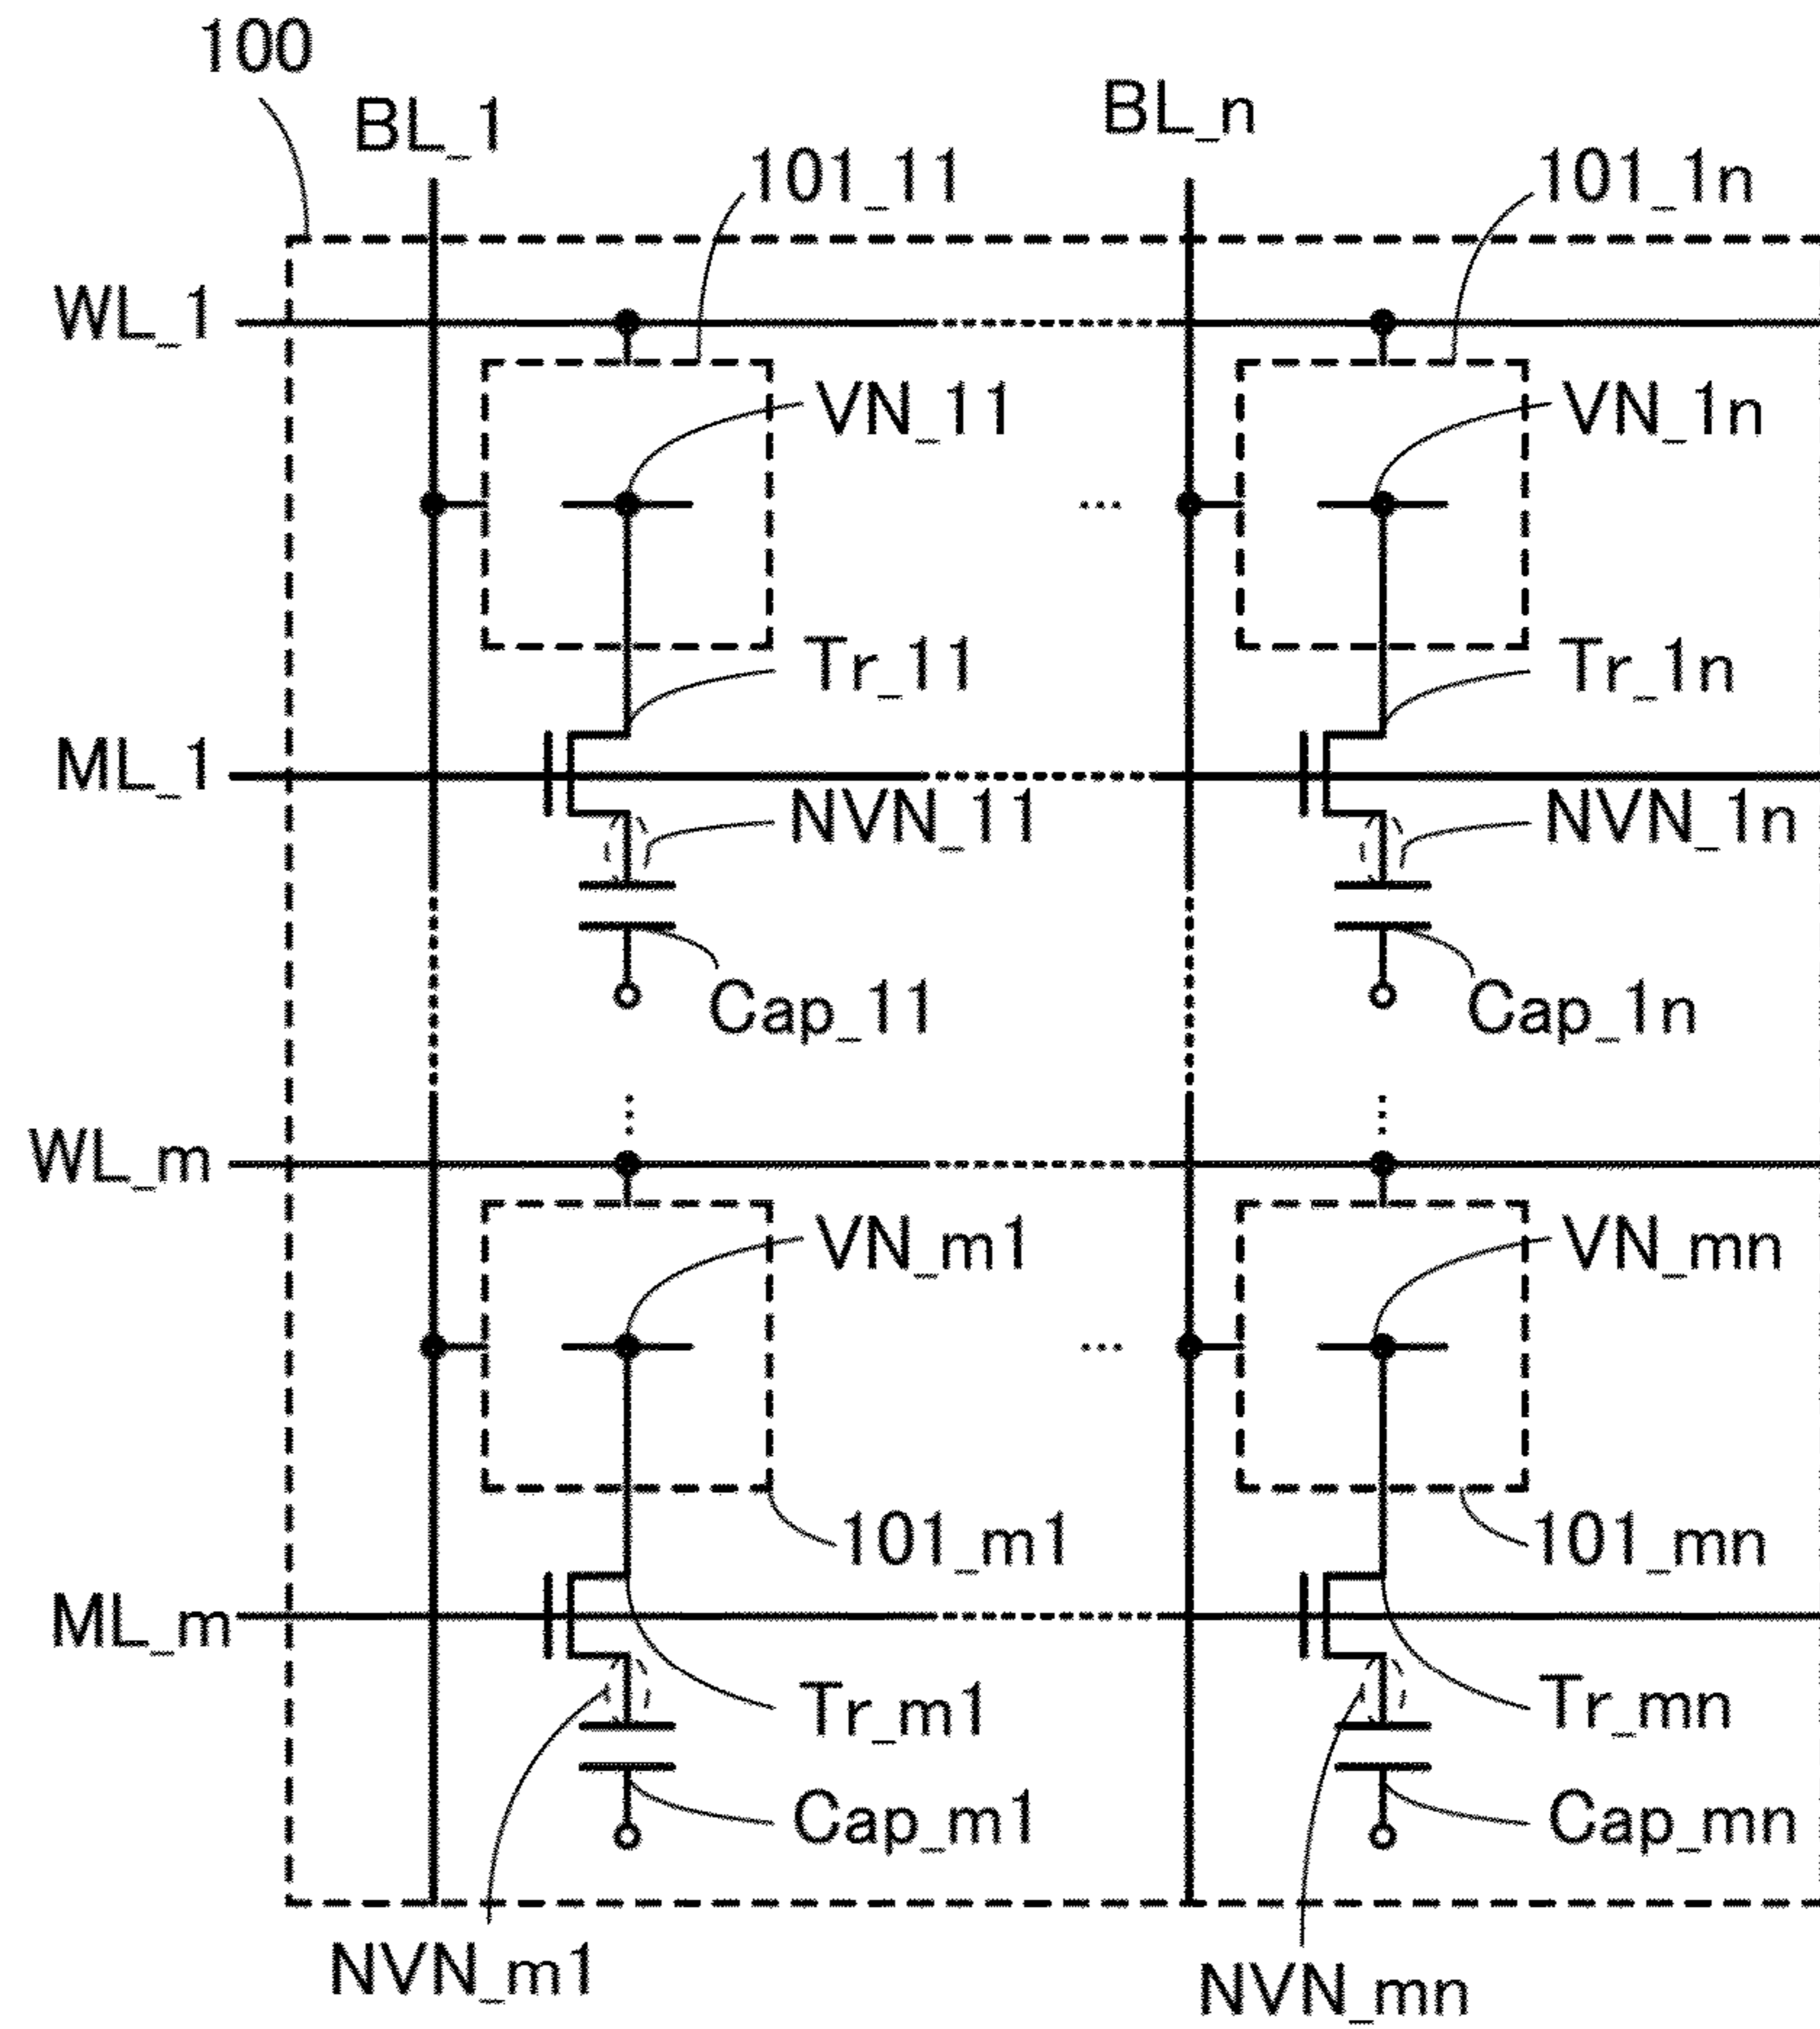 100
BL_1
BL_n
101_11
101_1n
WL_1
VN_11
VN_1n
...
Tr_11
Tr_1n
ML_1
NVN_11
NVN_1n
Cap_11
Cap_1n
WL_m
VN_m1
VN_mn
...
101_m1
101_mn
ML_m
Tr_m1
Tr_mn
Cap_m1
Cap_mn
NVN_m1
NVN_mn